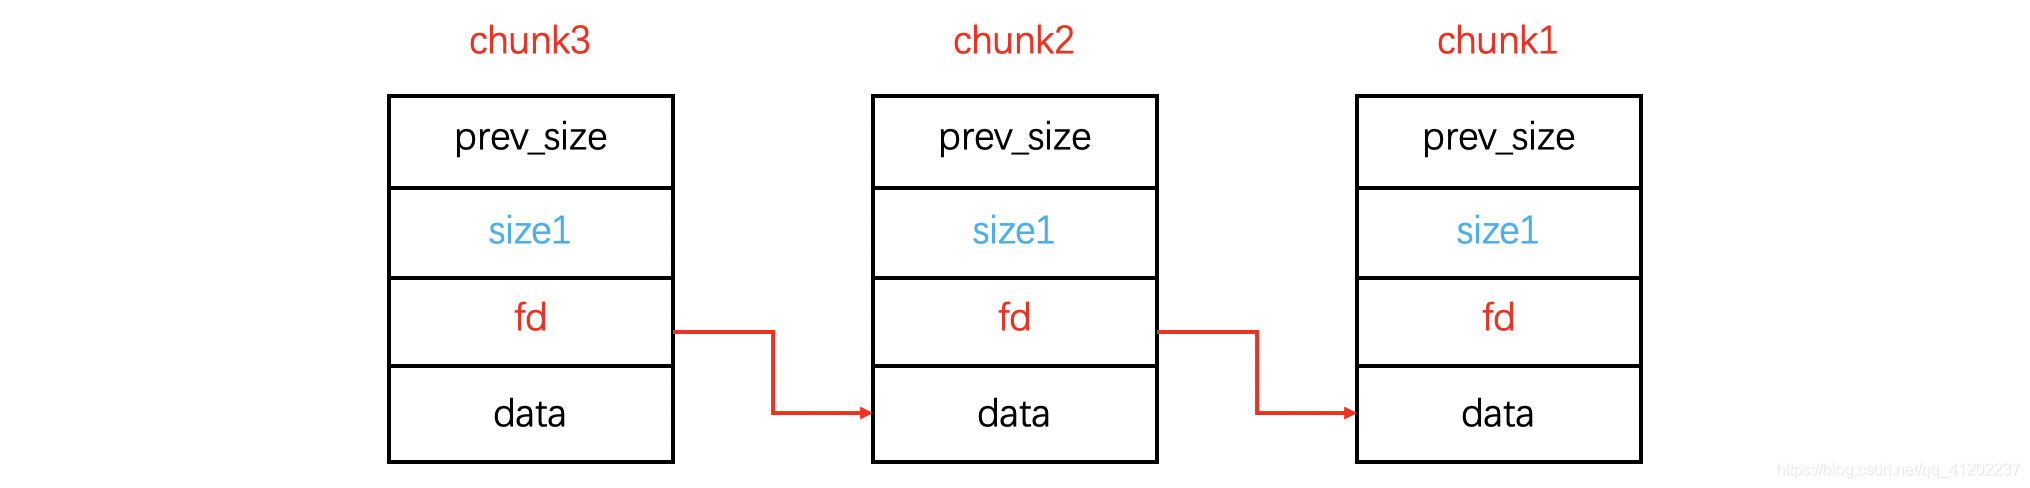 chunk3 chunk2 chunk1
prev_size prev_size prev_size
size1 size1 size1
fd fd fd
data data data
https://blog.csdn.net/qq_41202237